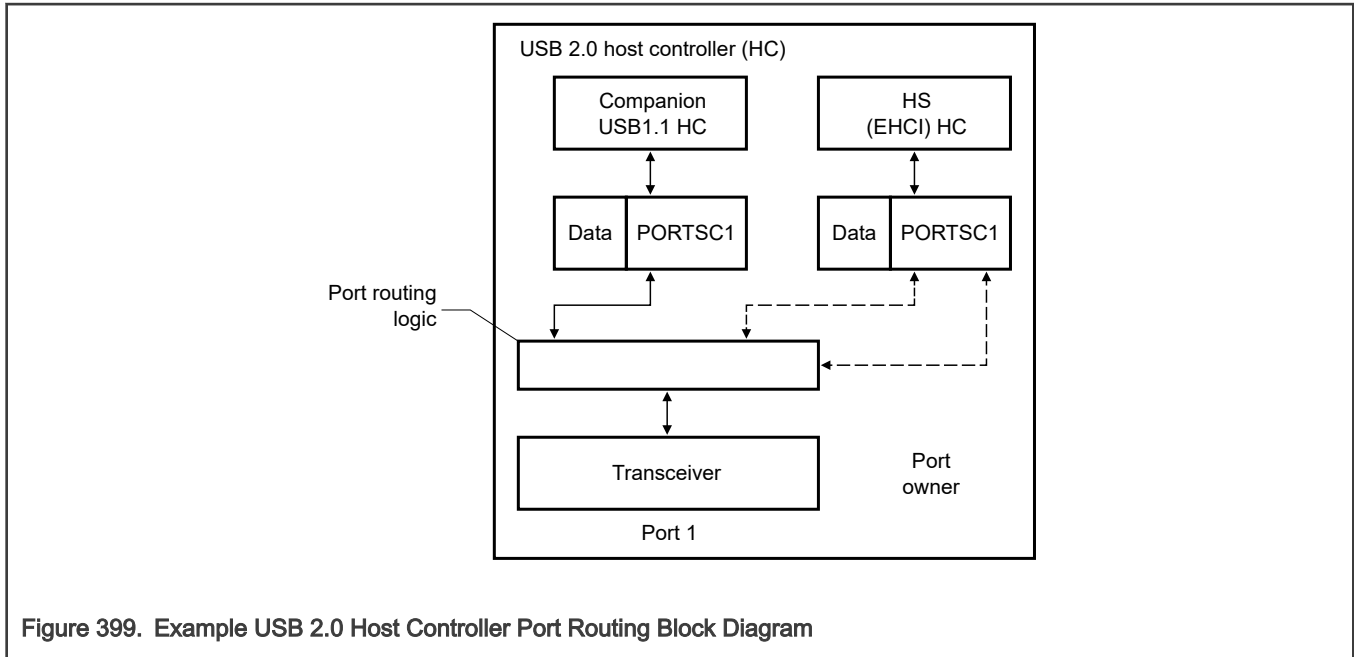 USB 2.0 host controller (HC)
Companion
USB1.1 HC
HS
(EHCI) HC
Data
PORTSC1
Data
PORTSC1
Port routing
logic
Transceiver
Port
owner
Port 1
Figure 399. Example USB 2.0 Host Controller Port Routing Block Diagram